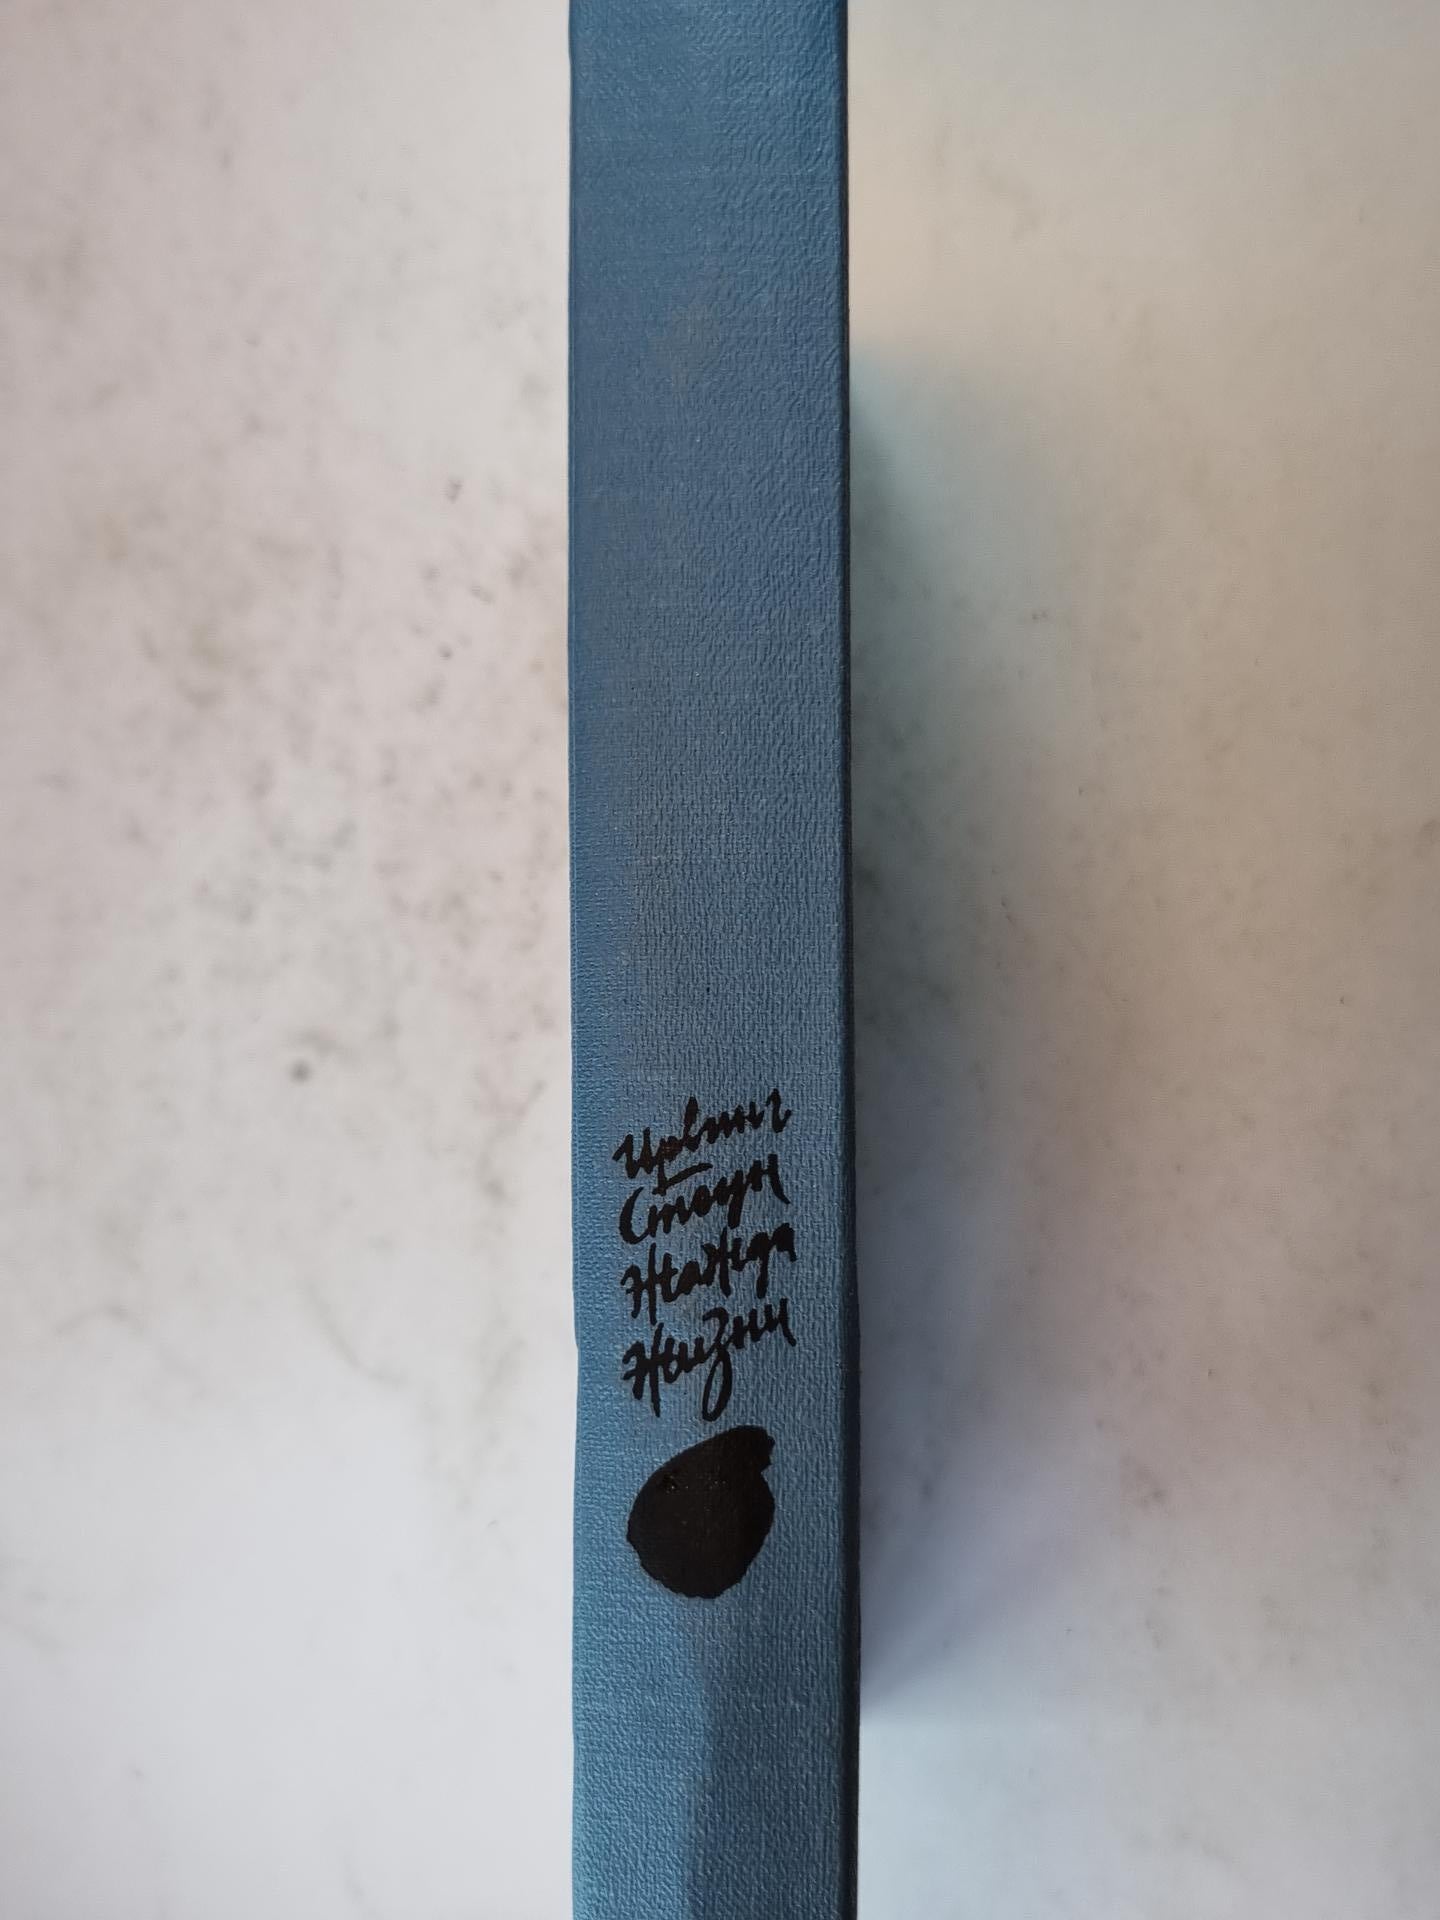 Ирвинг
Стоун
Жажда
Жизни